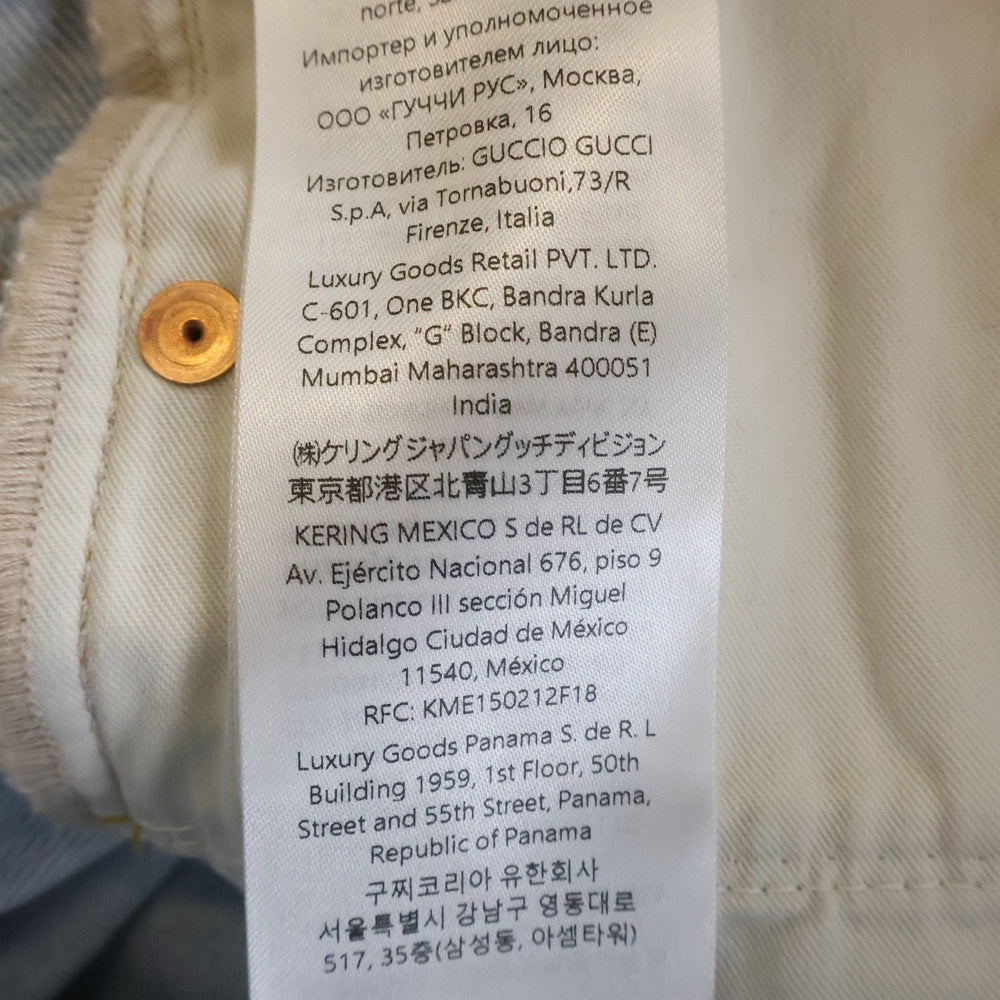 norte,
Импортер и уполномоченное
изготовителем лицо:
ООО «ГУЧЧИ РУС», Москва,
Петровка, 16
Изготовитель: GUCCIO GUCCI
S.p.A, via Tornabuoni,73/R
Firenze, Italia
Luxury Goods Retail PVT. LTD.
C-601, One BKC, Bandra Kurla
Complex, “G” Block, Bandra (E)
Mumbai Maharashtra 400051
India
㈱ケリングジャパングッチディビジョン
東京都港区北青山3丁目6番7号
KERING MEXICO S de RL de CV
Av. Ejército Nacional 676, piso 9
Polanco III sección Miguel
Hidalgo Ciudad de México
11540, México
RFC: KME150212F18
Luxury Goods Panama S. de R. L
Building 1959, 1st Floor, 50th
Street and 55th Street, Panama,
Republic of Panama
구찌코리아 유한회사
서울특별시 강남구 영동대로
517, 35층(삼성동, 아셈타워)